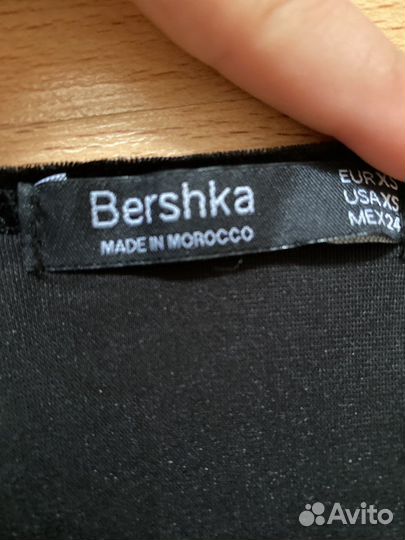 Bershka
MADE IN MOROCCO
EUR XS
USA XS
MEX 24
Avito